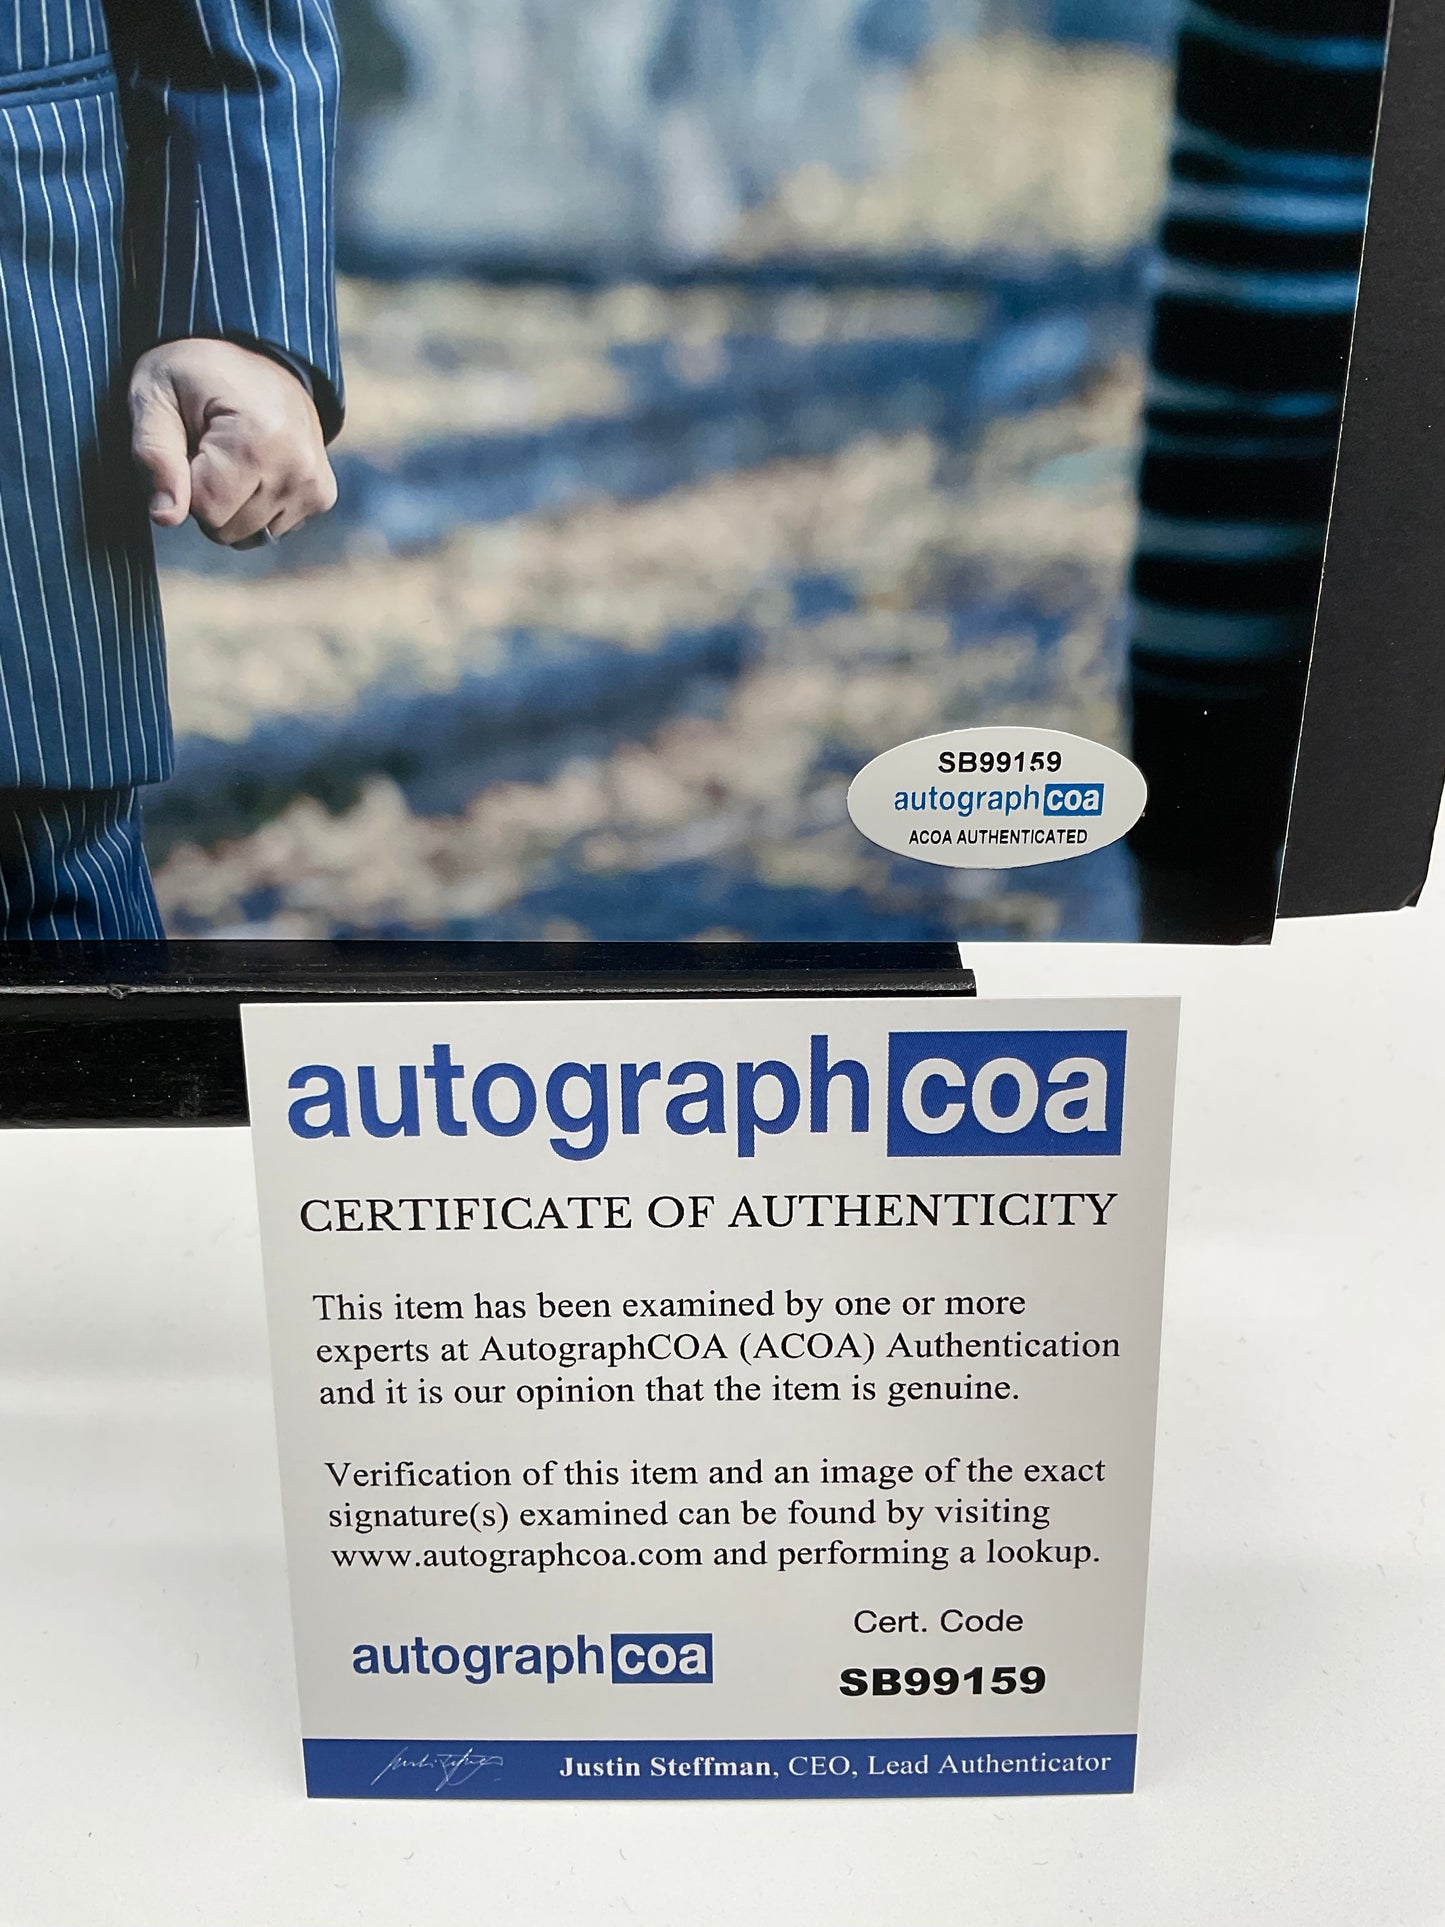 SB99159
autographcoa
ACOA AUTHENTICATED
autographcoa
CERTIFICATE OF AUTHENTICITY
This item has been examined by one or more
experts at AutographCOA (ACOA) Authentication
and it is our opinion that the item is genuine.
Verification of this item and an image of the exact
signature(s) examined can be found by visiting
www.autographcoa.com and performing a lookup.
Cert. Code
autographcoa
SB99159
Justin Steffman, CEO, Lead Authenticator